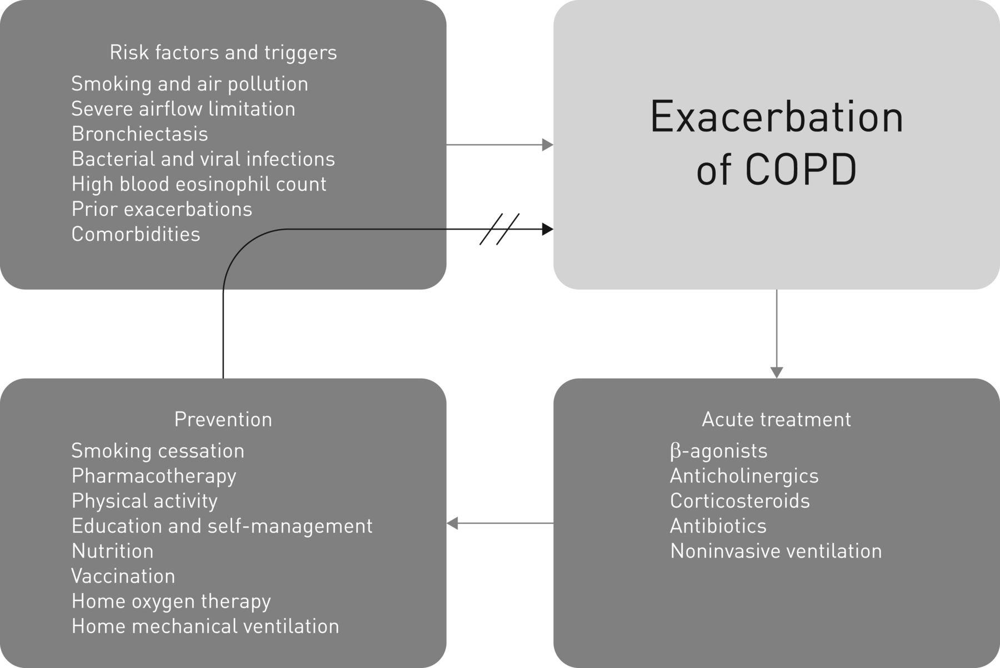 Risk factors and triggers
Smoking and air pollution
Severe airflow limitation
Bronchiectasis
Bacterial and viral infections
High blood eosinophil count
Prior exacerbations
Comorbidities
Exacerbation
of COPD
Prevention
Smoking cessation
Pharmacotherapy
Physical activity
Education and self-management
Nutrition
Vaccination
Home oxygen therapy
Home mechanical ventilation
Acute treatment
β-agonists
Anticholinergics
Corticosteroids
Antibiotics
Noninvasive ventilation